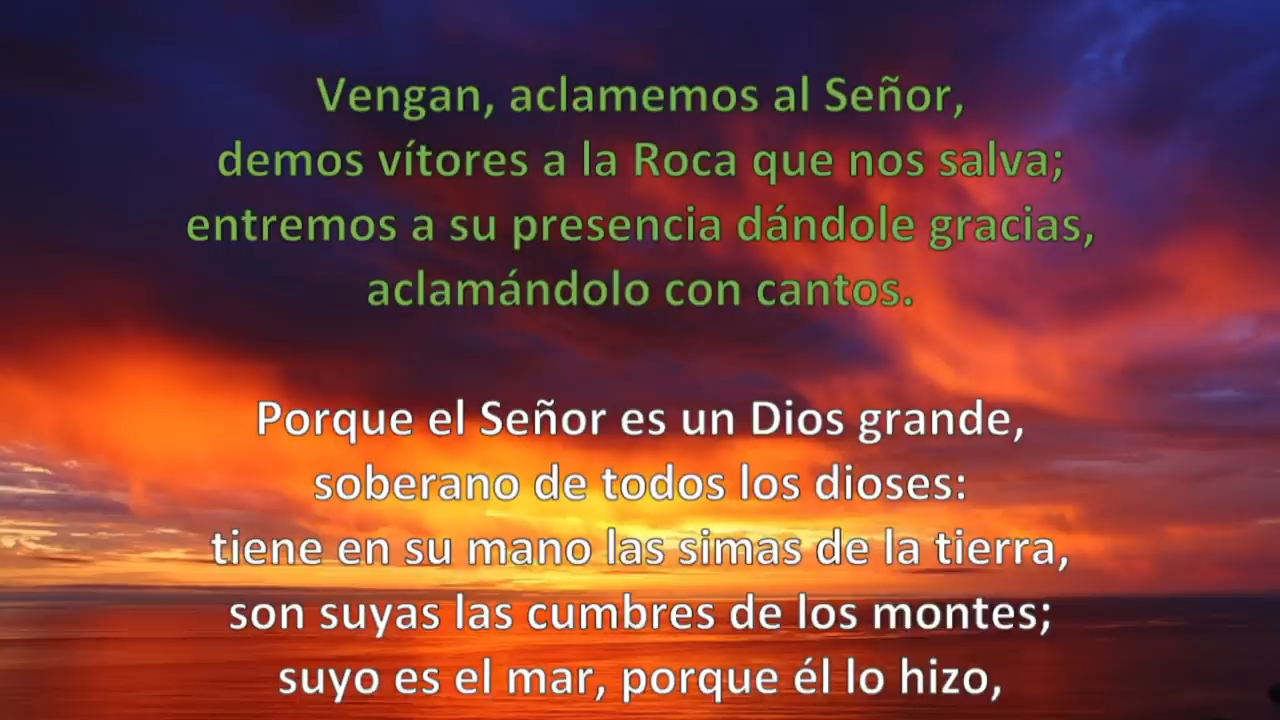 Vengan, aclamemos al Señor,
demos vítores a la Roca que nos salva;
entremos a su presencia dándole gracias,
aclamándolo con cantos.
Porque el Señor es un Dios grande,
soberano de todos los dioses:
tiene en su mano las simas de la tierra,
son suyas las cumbres de los montes;
suyo es el mar, porque él lo hizo,